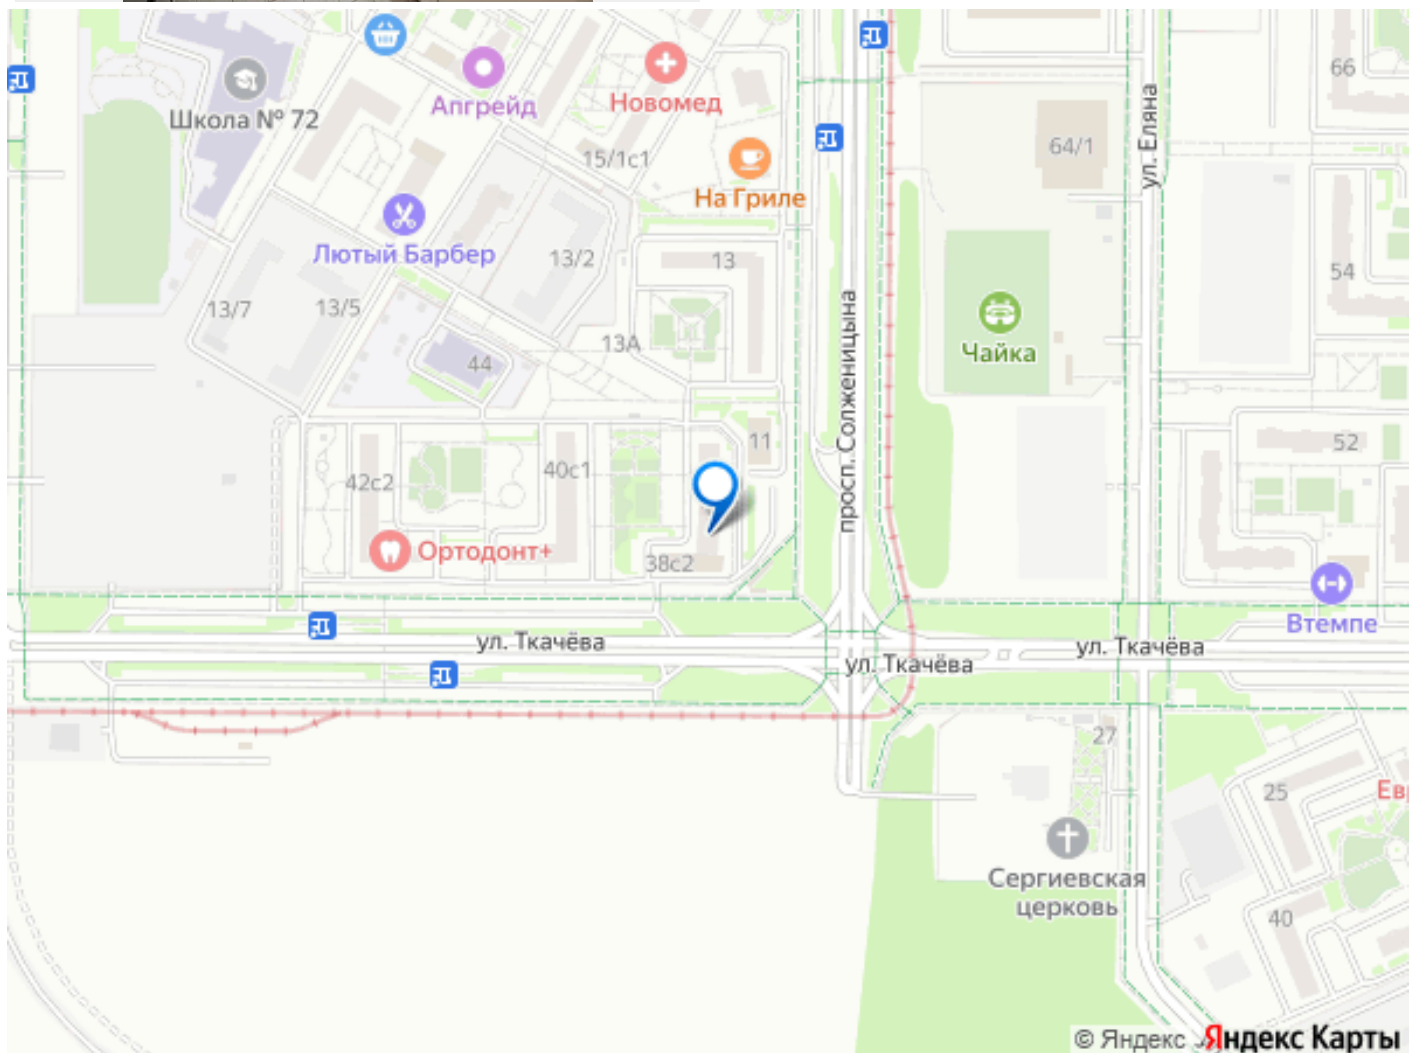 66
Школа № 72
Апгрейд
Новомед
15/1с1
64/1
ул. Еляна
На Гриле
Лютый Барбер
13/2
13
54
13/7
13/5
13А
44
просп. Солженицына
Чайка
11
52
42с2
40с1
Ортодонт+
38с2
Втемпе
ул. Ткачёва
ул. Ткачёва
ул. Ткачёва
27
25
Сергиевская
церковь
40
© Яндекс
Яндекс Карты